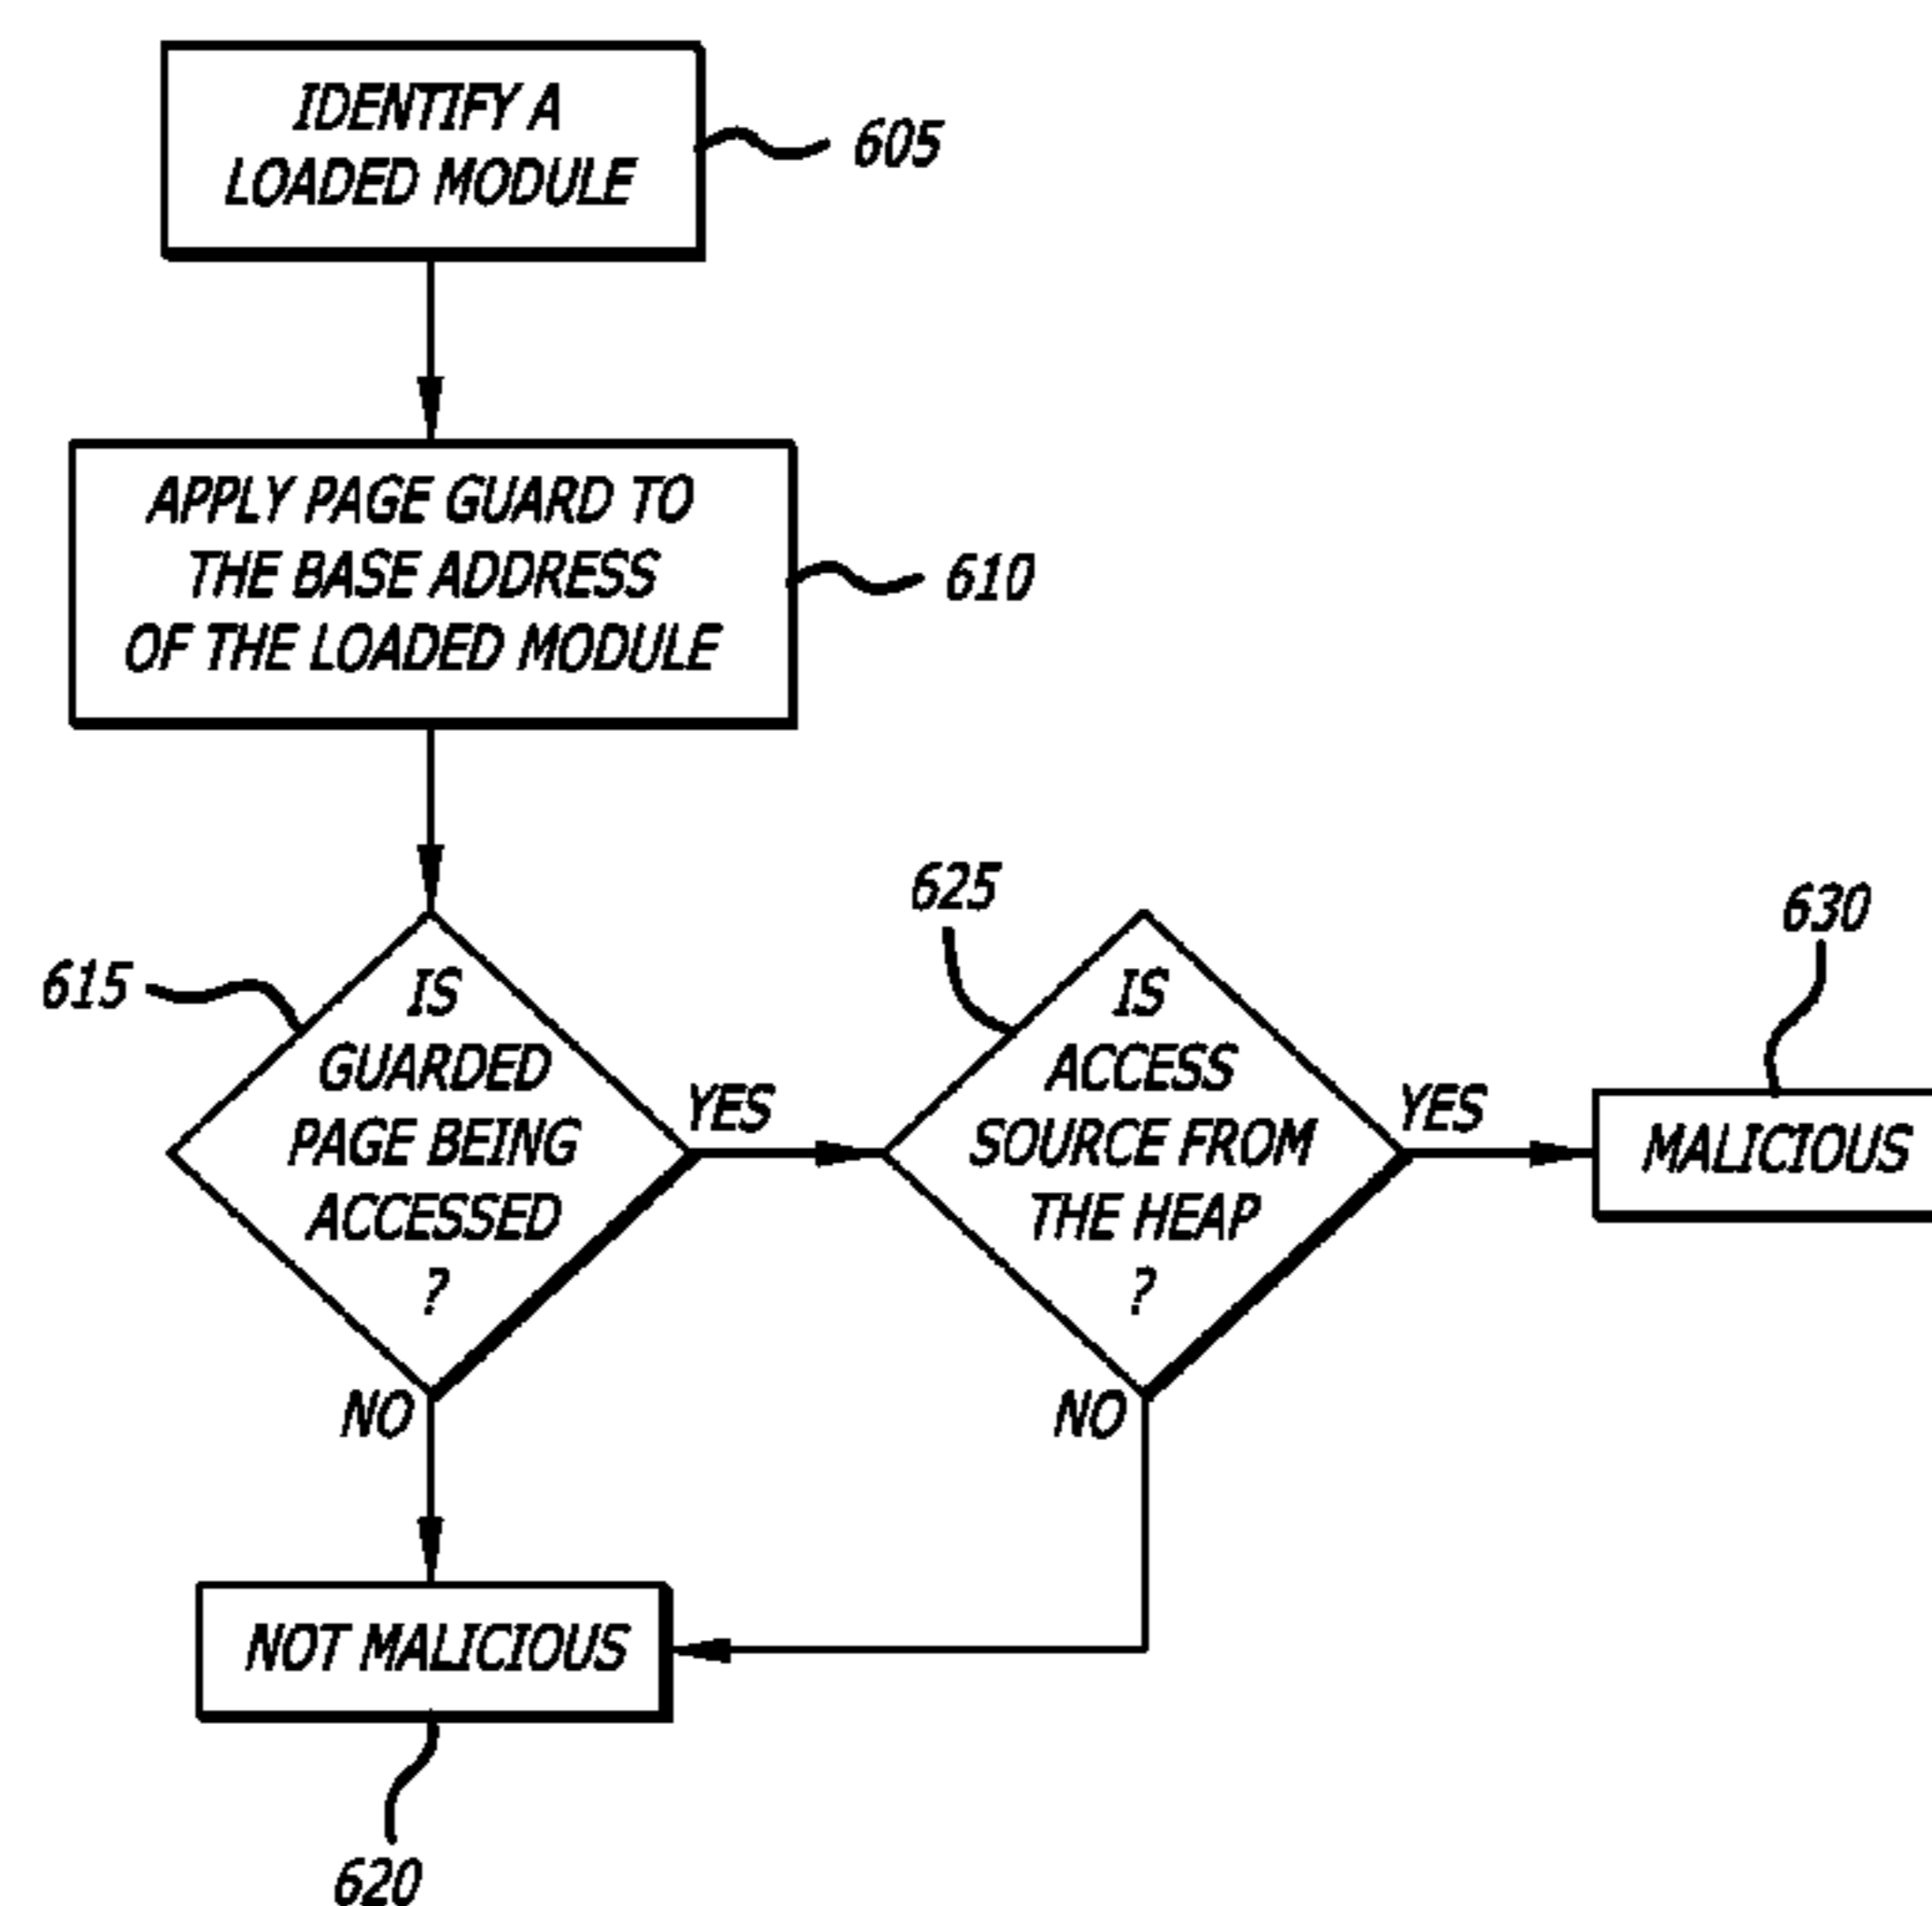 IDENTIFY A
LOADED MODULE
605
APPLY PAGE GUARD TO
THE BASE ADDRESS
OF THE LOADED MODULE
610
615
IS
GUARDED
PAGE BEING
ACCESSED
?
YES
NO
625
IS
ACCESS
SOURCE FROM
THE HEAP
?
YES
NO
630
MALICIOUS
NOT MALICIOUS
620